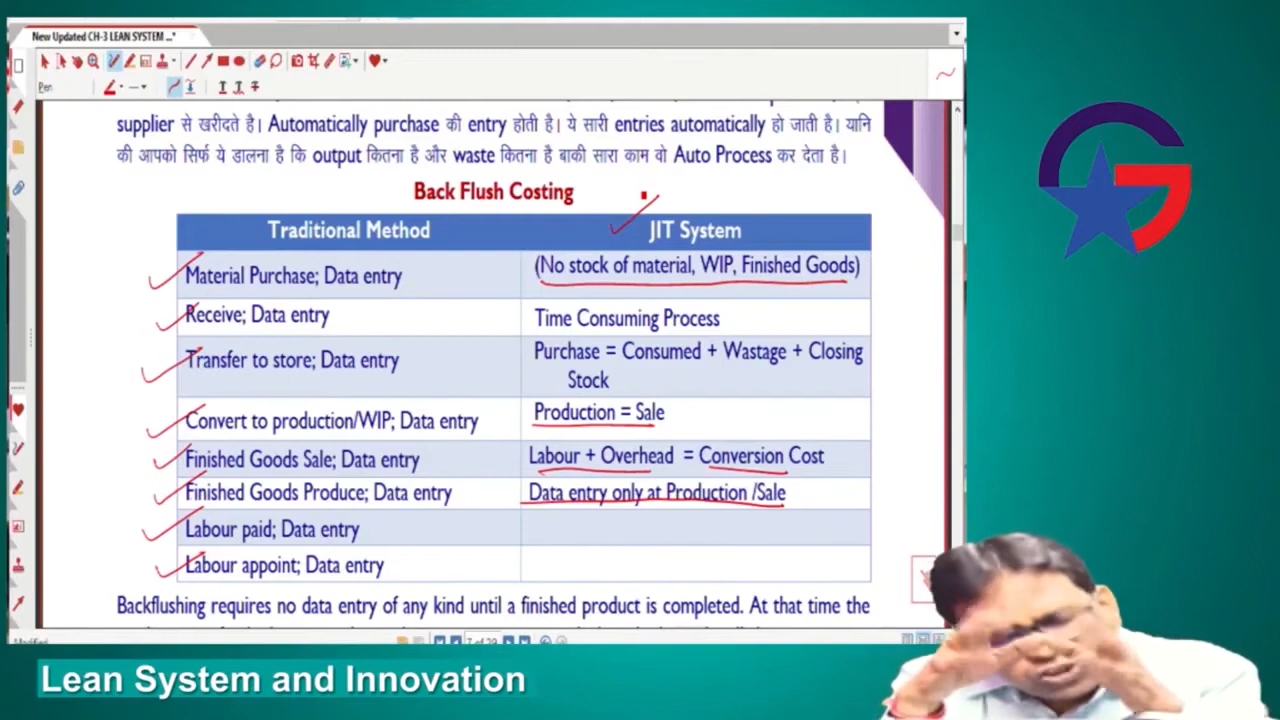 New Updated CH-3 LEAN SYSTEM ...*
Pen
supplier से खरीदते है। Automatically purchase की entry होती है। ये सारी entries automatically हो जाती है। यानि
की आपको सिर्फ ये डालना है कि output कितना है और waste कितना है बाकी सारा काम वो Auto Process कर देता है।
Back Flush Costing
Traditional Method
JIT System
Material Purchase; Data entry
(No stock of material, WIP, Finished Goods)
Receive; Data entry
Time Consuming Process
Transfer to store; Data entry
Purchase = Consumed + Wastage + Closing
Stock
Convert to production/WIP; Data entry
Production = Sale
Finished Goods Sale; Data entry
Labour + Overhead = Conversion Cost
Finished Goods Produce; Data entry
Data entry only at Production /Sale
Labour paid; Data entry
Labour appoint; Data entry
Backflushing requires no data entry of any kind until a finished product is completed. At that time the
Lean System and Innovation